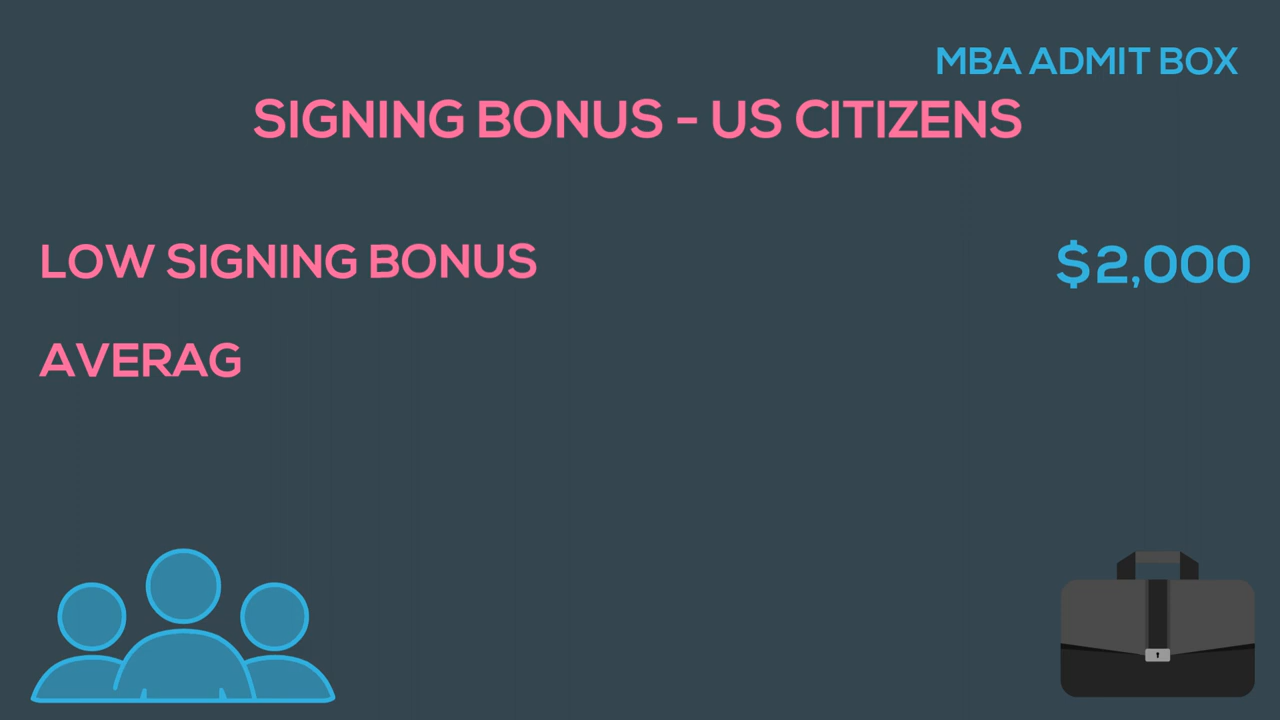 MBA ADMIT BOX
SIGNING BONUS - US CITIZENS
LOW SIGNING BONUS $2,000
AVERAG